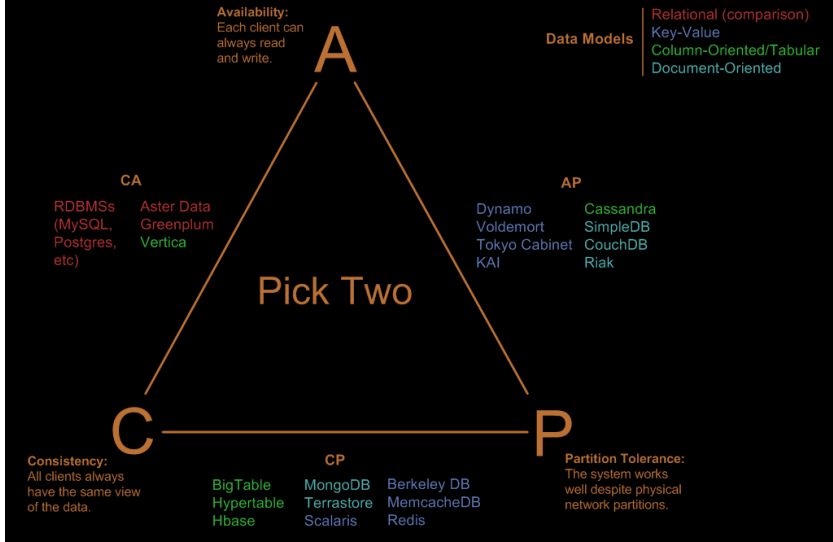 Availability:
Each client can
always read
and write.
A
Data Models
Relational (comparison)
Key-Value
Column-Oriented/Tabular
Document-Oriented
CA
RDBMSs
(MySQL,
Postgres,
etc)
Aster Data
Greenplum
Vertica
AP
Dynamo
Voldemort
Tokyo Cabinet
KAI
Cassandra
SimpleDB
CouchDB
Riak
Pick Two
C
P
Consistency:
All clients always
have the same view
of the data.
CP
BigTable
Hypertable
Hbase
MongoDB
Terrastore
Scalaris
Berkeley DB
MemcacheDB
Redis
Partition Tolerance:
The system works
well despite physical
network partitions.